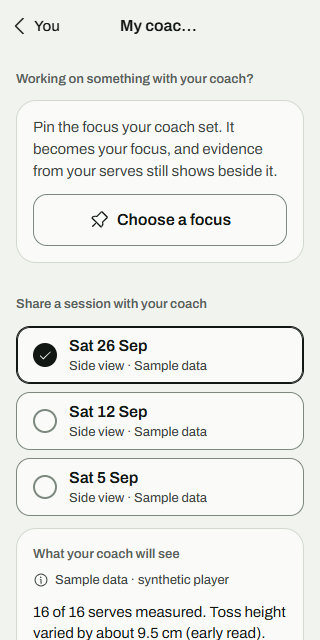 You
My coac...
Working on something with your coach?
Pin the focus your coach set. It
becomes your focus, and evidence
from your serves still shows beside it.
Choose a focus
Share a session with your coach
Sat 26 Sep
Side view · Sample data
Sat 12 Sep
Side view · Sample data
Sat 5 Sep
Side view · Sample data
What your coach will see
Sample data · synthetic player
16 of 16 serves measured. Toss height
varied by about 9.5 cm (early read).